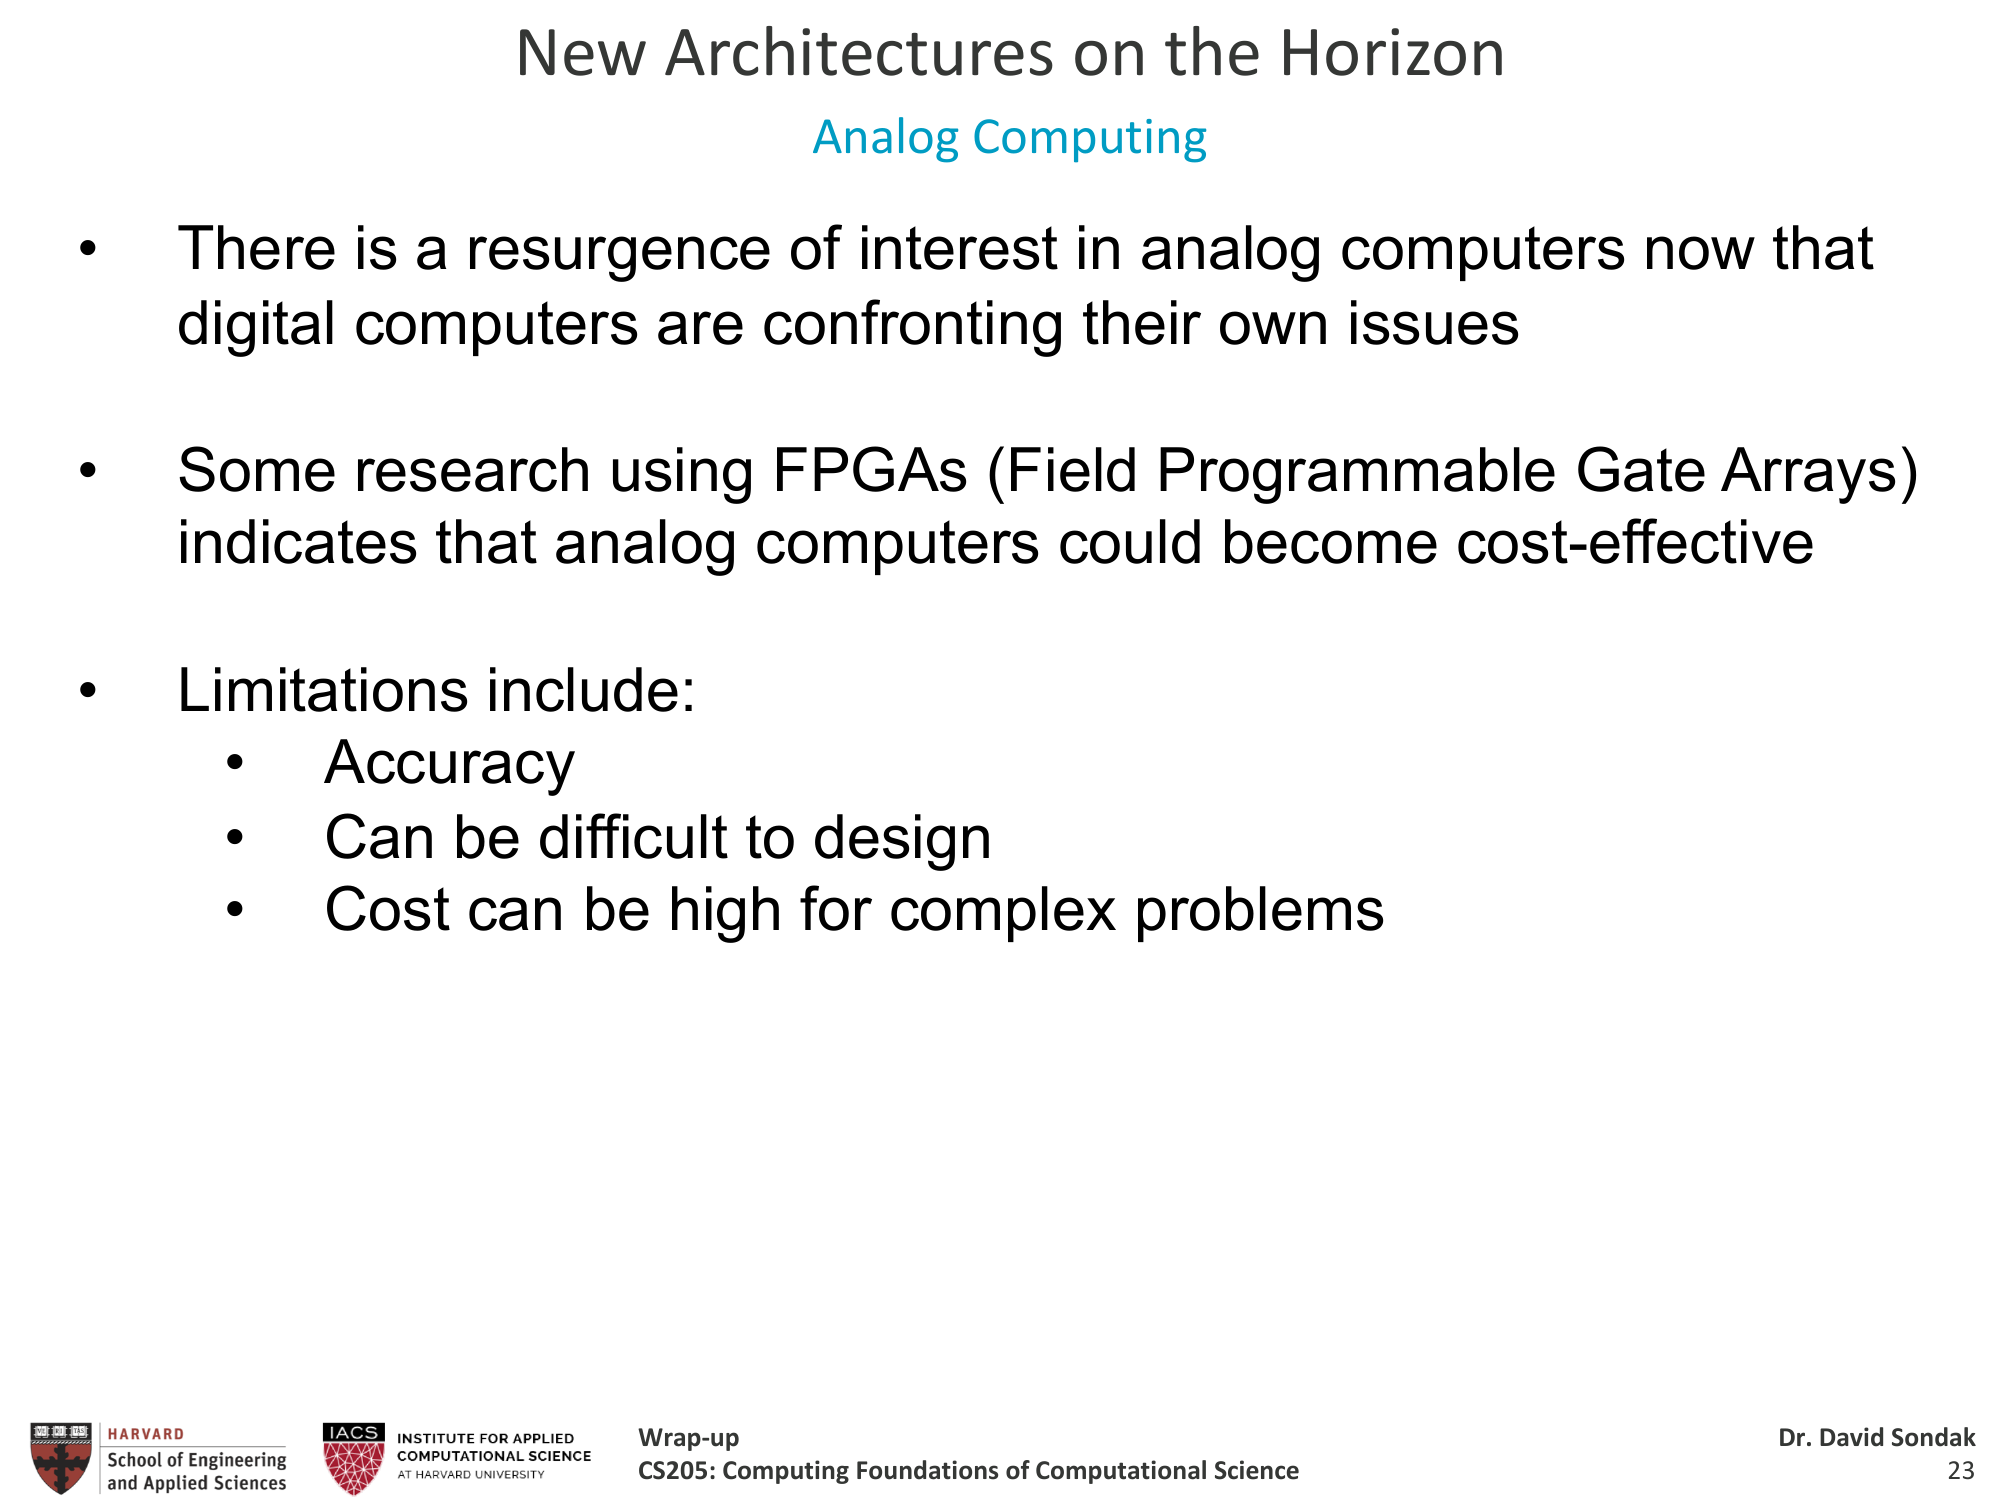 New Architectures on the Horizon
Analog Computing
• There is a resurgence of interest in analog computers now that
digital computers are confronting their own issues
• Some research using FPGAs (Field Programmable Gate Arrays)
indicates that analog computers could become cost-effective
• Limitations include:
• Accuracy
• Can be difficult to design
• Cost can be high for complex problems
HARVARD
School of Engineering
and Applied Sciences
IACS
INSTITUTE FOR APPLIED
COMPUTATIONAL SCIENCE
AT HARVARD UNIVERSITY
Wrap-up
CS205: Computing Foundations of Computational Science
Dr. David Sondak
23